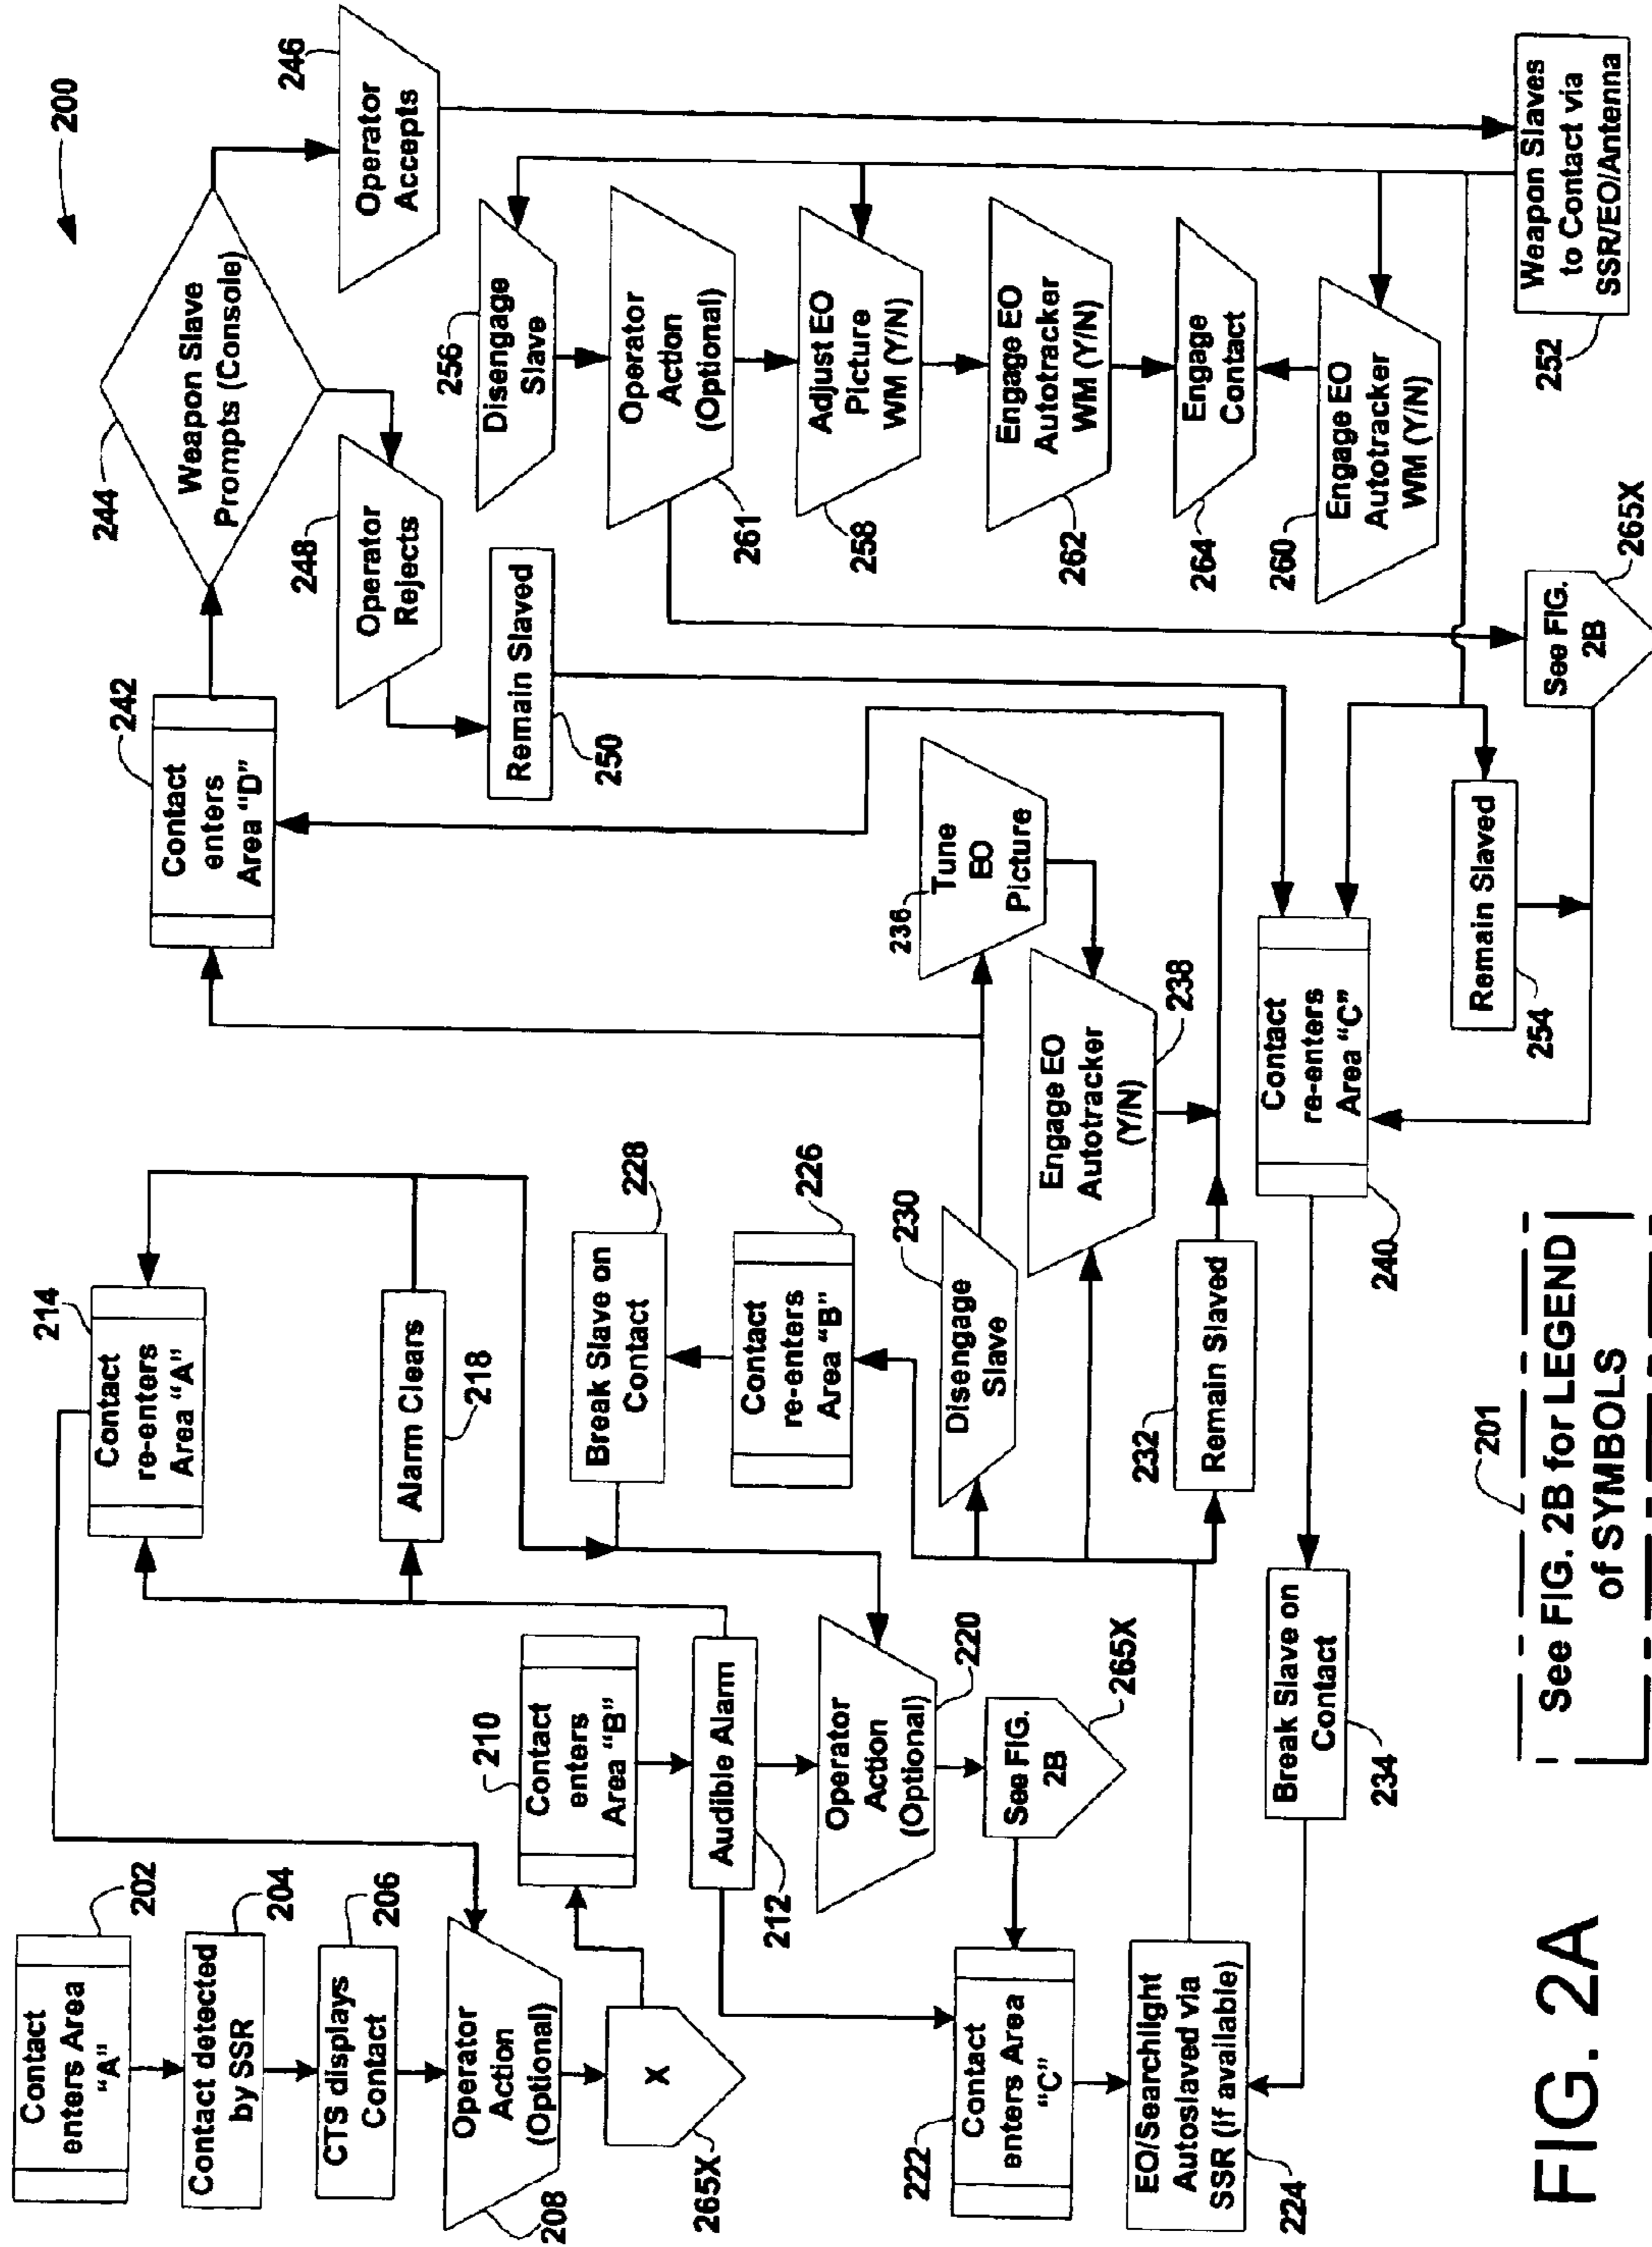 200
Contact
enters Area
"A"
202
Contact detected
by SSR
204
CTS displays
Contact
206
Operator
Action
(Optional)
208
X
265X
Contact
enters
Area "B"
210
Audible Alarm
212
Contact
re-enters
Area "A"
214
Alarm Clears
218
Operator
Action
(Optional)
220
See FIG.
2B
265X
Contact
enters Area
"C"
222
EO/Searchlight
Autoslaved via
SSR (If available)
224
Contact
re-enters
Area "B"
226
Break Slave on
Contact
228
Disengage
Slave
230
Remain Slaved
232
Break Slave on
Contact
234
Tune
EO
Picture
236
Engage EO
Autotracker
(Y/N)
238
Contact
re-enters
Area "C"
240
Contact
enters
Area "D"
242
Weapon Slave
Prompts (Console)
244
Operator
Accepts
246
Operator
Rejects
248
Remain Slaved
250
Weapon Slaves
to Contact via
SSR/EO/Antenna
252
Remain Slaved
254
Disengage
Slave
256
Operator
Action
(Optional)
261
Adjust EO
Picture
WM (Y/N)
258
Engage EO
Autotracker
WM (Y/N)
262
Engage
Contact
264
Engage EO
Autotracker
WM (Y/N)
260
See FIG.
2B
265X
201
See FIG. 2B for LEGEND
of SYMBOLS
FIG. 2A